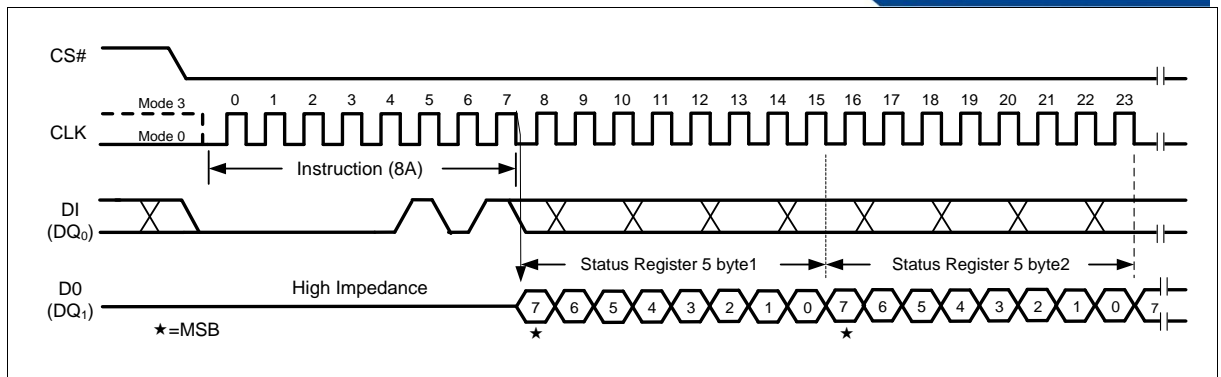 CS#
Mode 3
0 1 2 3 4 5 6 7 8 9 10 11 12 13 14 15 16 17 18 19 20 21 22 23
CLK
Mode 0
Instruction (8A)
DI
(DQ0)
Status Register 5 byte1 Status Register 5 byte2
D0
(DQ1)
High Impedance
7 6 5 4 3 2 1 0 7 6 5 4 3 2 1 0 7
★ ★
★=MSB